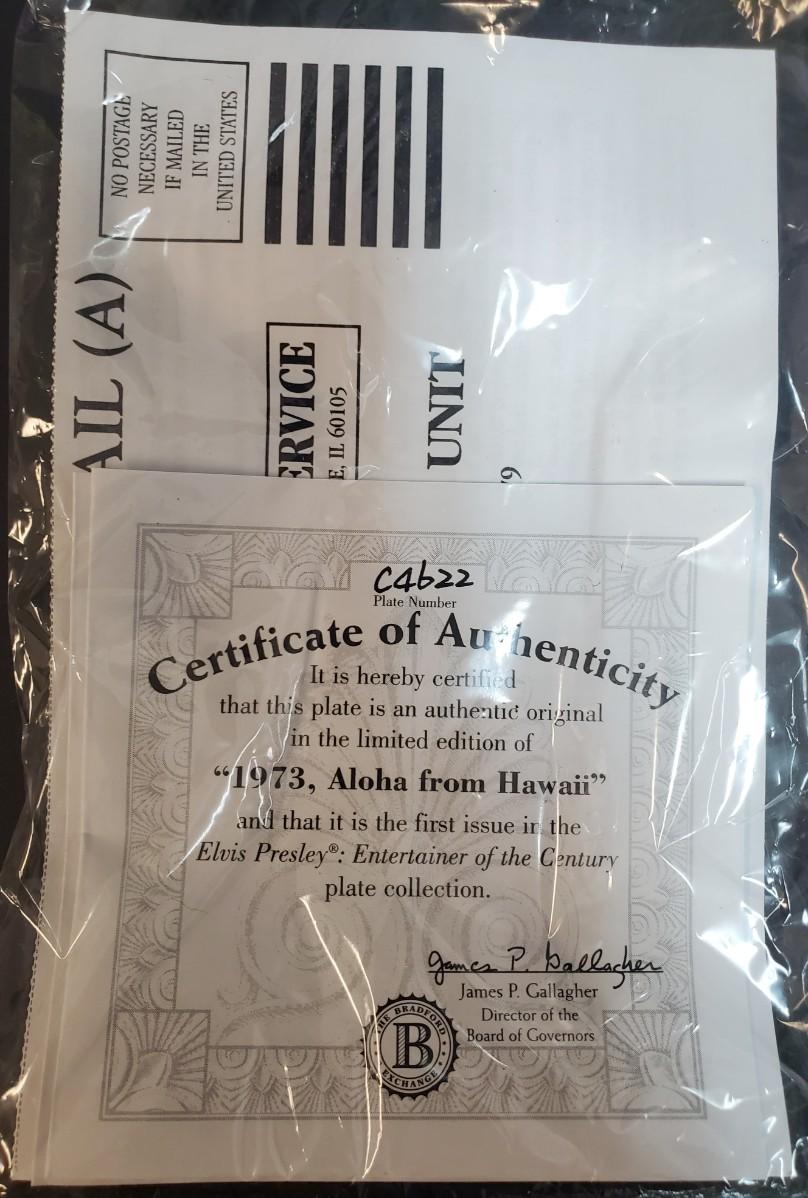 NO POSTAGE
NECESSARY
IF MAILED
IN THE
UNITED STATES
AIL (A)
ERVICE
E, IL 60105
UNIT
C4622
Plate Number
Certificate of Authenticity
It is hereby certified
that this plate is an authentic original
in the limited edition of
“1973, Aloha from Hawaii”
and that it is the first issue in the
Elvis Presley®: Entertainer of the Century
plate collection.
James P. Gallagher
James P. Gallagher
Director of the
Board of Governors
THE BRADFORD
B
EXCHANGE